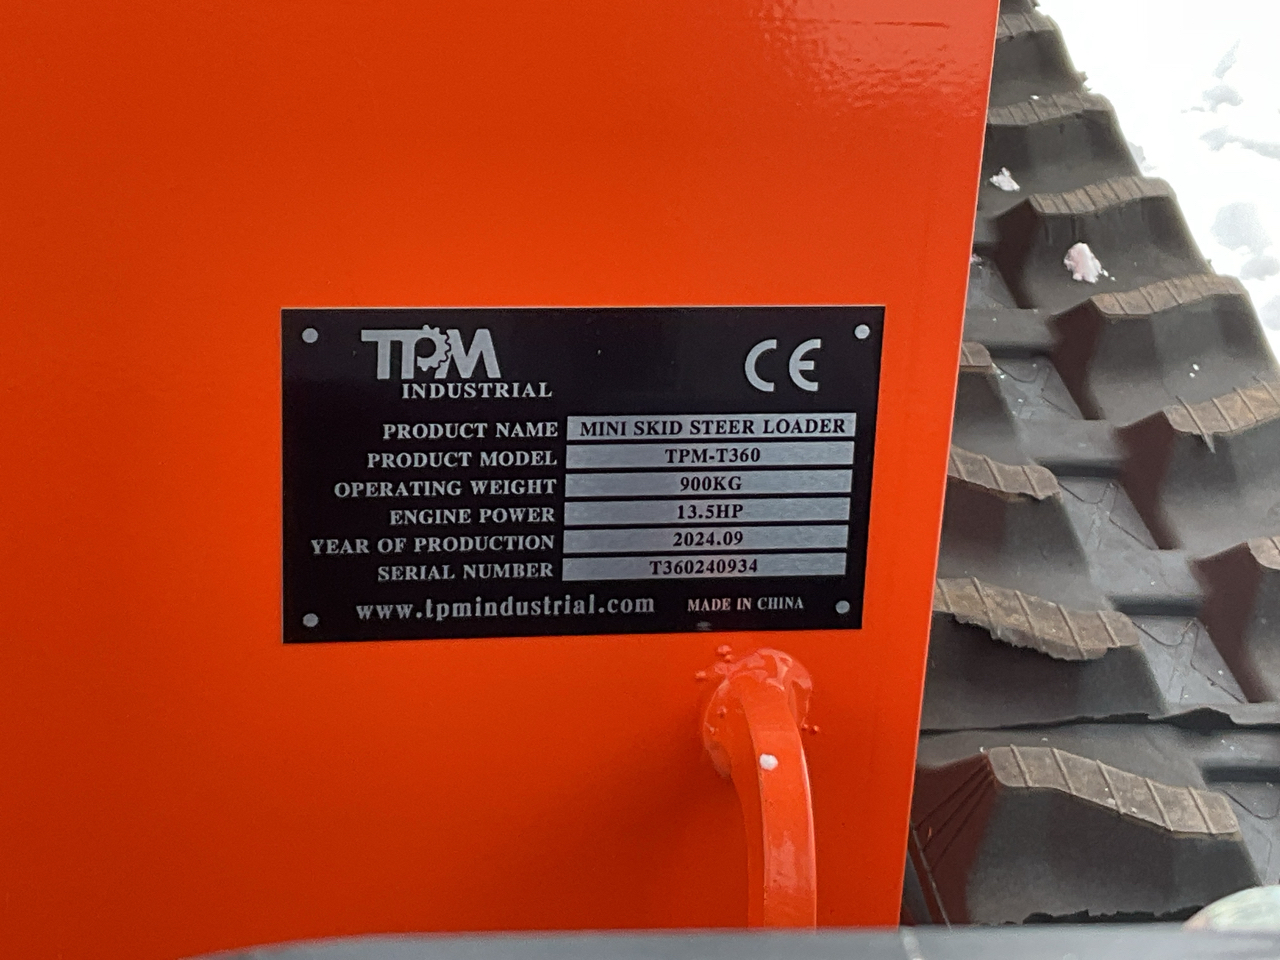 TPM
INDUSTRIAL
CE
PRODUCT NAME MINI SKID STEER LOADER
PRODUCT MODEL TPM-T360
OPERATING WEIGHT 900KG
ENGINE POWER 13.5HP
YEAR OF PRODUCTION 2024.09
SERIAL NUMBER T360240934
www.tpmindustrial.com MADE IN CHINA